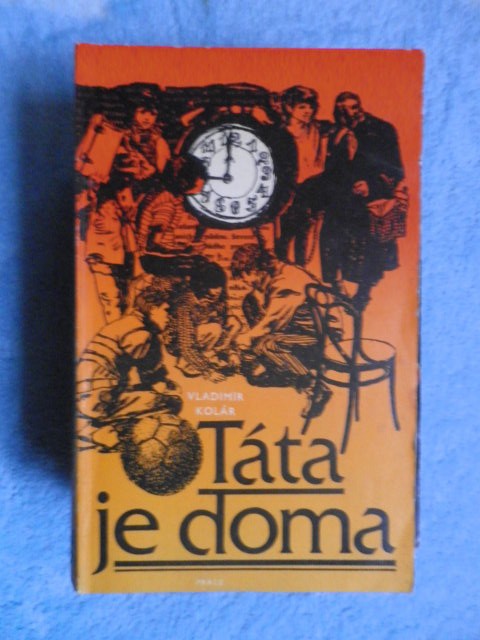 VLADIMÍR
KOLÁR
Táta
je doma
PRÁCE